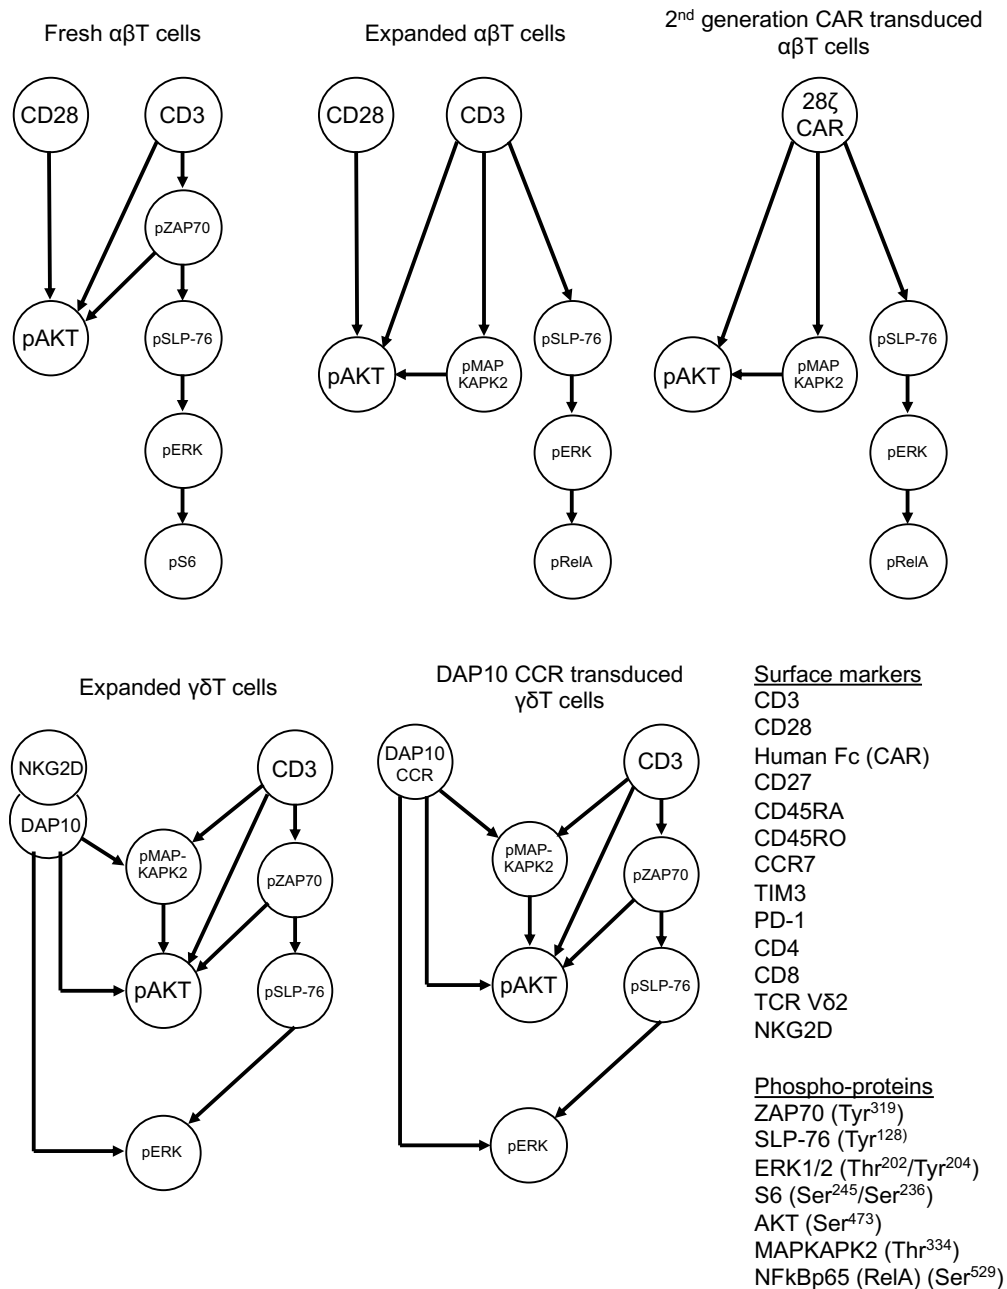 Fresh αβT cells
CD28
CD3
pZAP70
pAKT
pSLP-76
pERK
pS6
Expanded αβT cells
CD28
CD3
pSLP-76
pAKT
pMAP
KAPK2
pERK
pRelA
2nd generation CAR transduced
αβT cells
28ζ
CAR
pSLP-76
pAKT
pMAP
KAPK2
pERK
pRelA
Expanded γδT cells
NKG2D
DAP10
CD3
pMAP-
KAPK2
pZAP70
pAKT
pSLP-76
pERK
DAP10 CCR transduced
γδT cells
DAP10
CCR
CD3
pMAP-
KAPK2
pZAP70
pAKT
pSLP-76
pERK
Surface markers
CD3
CD28
Human Fc (CAR)
CD27
CD45RA
CD45RO
CCR7
TIM3
PD-1
CD4
CD8
TCR Vδ2
NKG2D
Phospho-proteins
ZAP70 (Tyr319)
SLP-76 (Tyr128)
ERK1/2 (Thr202/Tyr204)
S6 (Ser245/Ser236)
AKT (Ser473)
MAPKAPK2 (Thr334)
NFkBp65 (RelA) (Ser529)